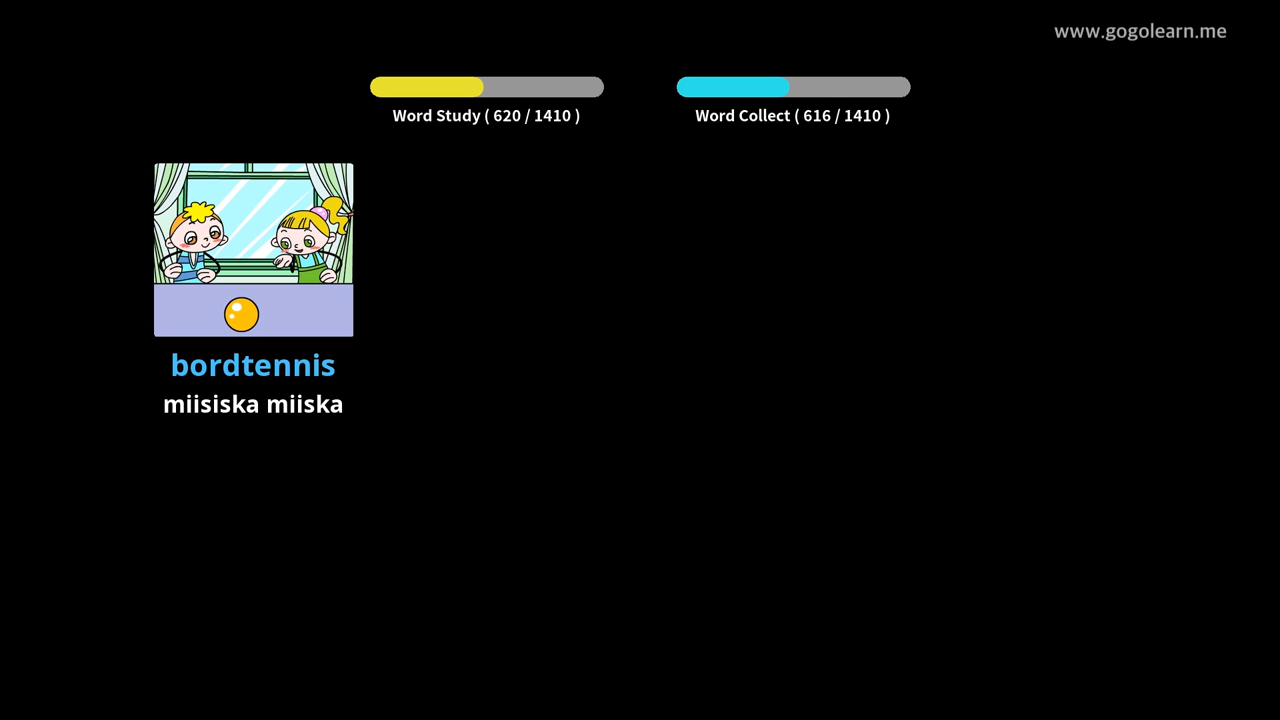 www.gogolearn.me
Word Study ( 620 / 1410 )
Word Collect ( 616 / 1410 )
bordtennis
miisiska miiska